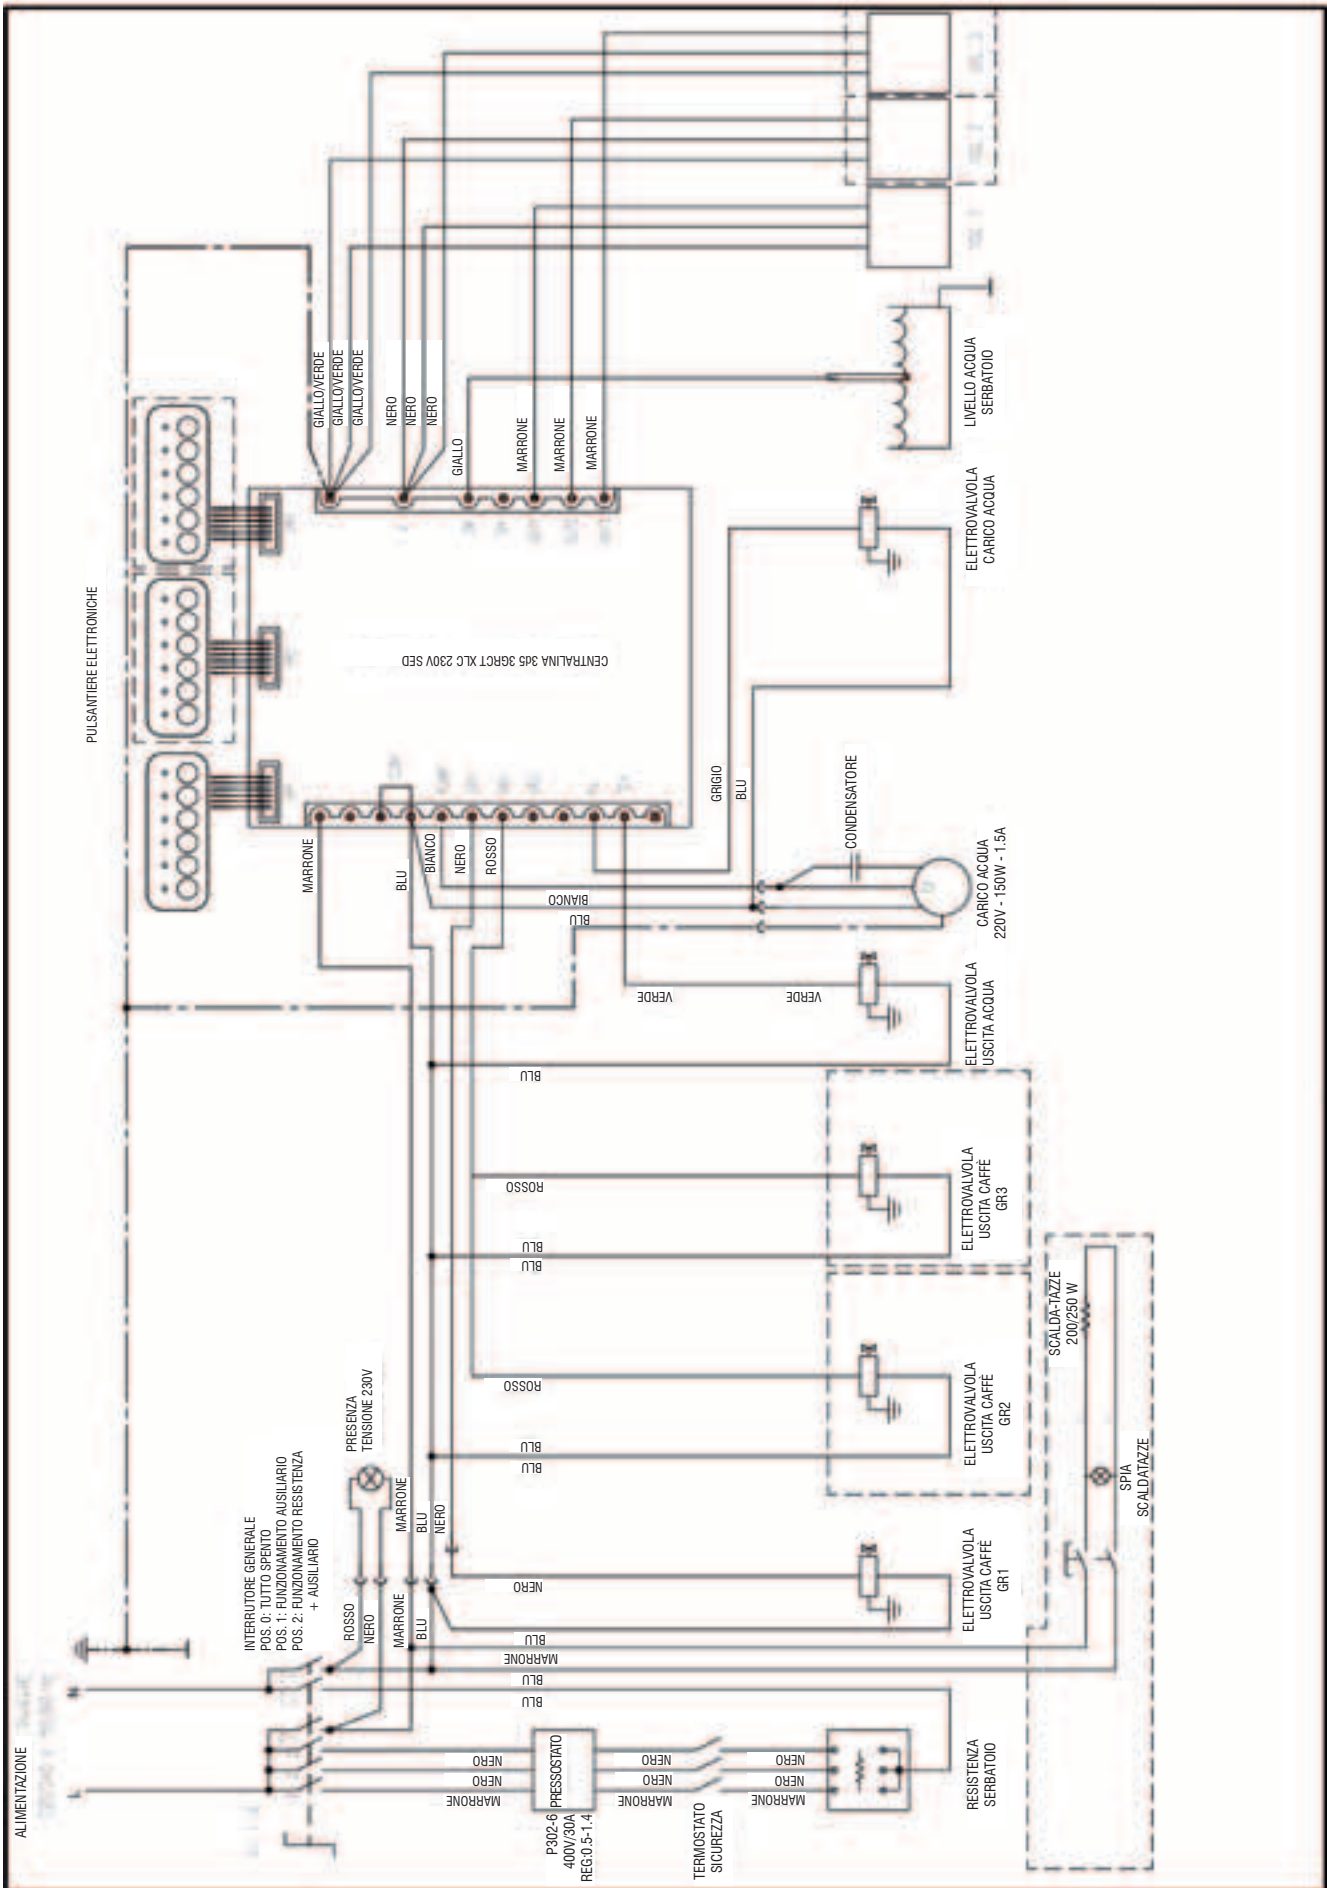 ALIMENTAZIONE
L
N
INTERRUTORE GENERALE
POS. 0: TUTTO SPENTO
POS. 1: FUNZIONAMENTO AUSILIARIO
POS. 2: FUNZIONAMENTO RESISTENZA
+ AUSILIARIO
PRESENZA
TENSIONE 230V
ROSSO
NERO
MARRONE
BLU
MARRONE
BLU
NERO
PULSANTIERE ELETTRONICHE
CENTRALINA 3d5 3GRCT XLC 230V SED
GIALLO/VERDE
GIALLO/VERDE
GIALLO/VERDE
NERO
NERO
NERO
GIALLO
MARRONE
MARRONE
MARRONE
MARRONE
BLU
BIANCO
NERO
ROSSO
BIANCO
BLU
GRIGIO
BLU
CONDENSATORE
VERDE
VERDE
BLU
ROSSO
BLU
BLU
ROSSO
BLU
BLU
NERO
BLU
MARRONE
BLU
BLU
NERO
NERO
MARRONE
P302-6
400V/30A
REG:0.5-1.4
PRESSOSTATO
NERO
NERO
MARRONE
TERMOSTATO
SICUREZZA
NERO
NERO
MARRONE
RESISTENZA
SERBATOIO
ELETTROVALVOLA
USCITA CAFFÈ
GR1
ELETTROVALVOLA
USCITA CAFFÈ
GR2
ELETTROVALVOLA
USCITA CAFFÈ
GR3
ELETTROVALVOLA
USCITA ACQUA
CARICO ACQUA
220V - 150W - 1.5A
ELETTROVALVOLA
CARICO ACQUA
LIVELLO ACQUA
SERBATOIO
SCALDA-TAZZE
200/250 W
SPIA
SCALDATAZZE